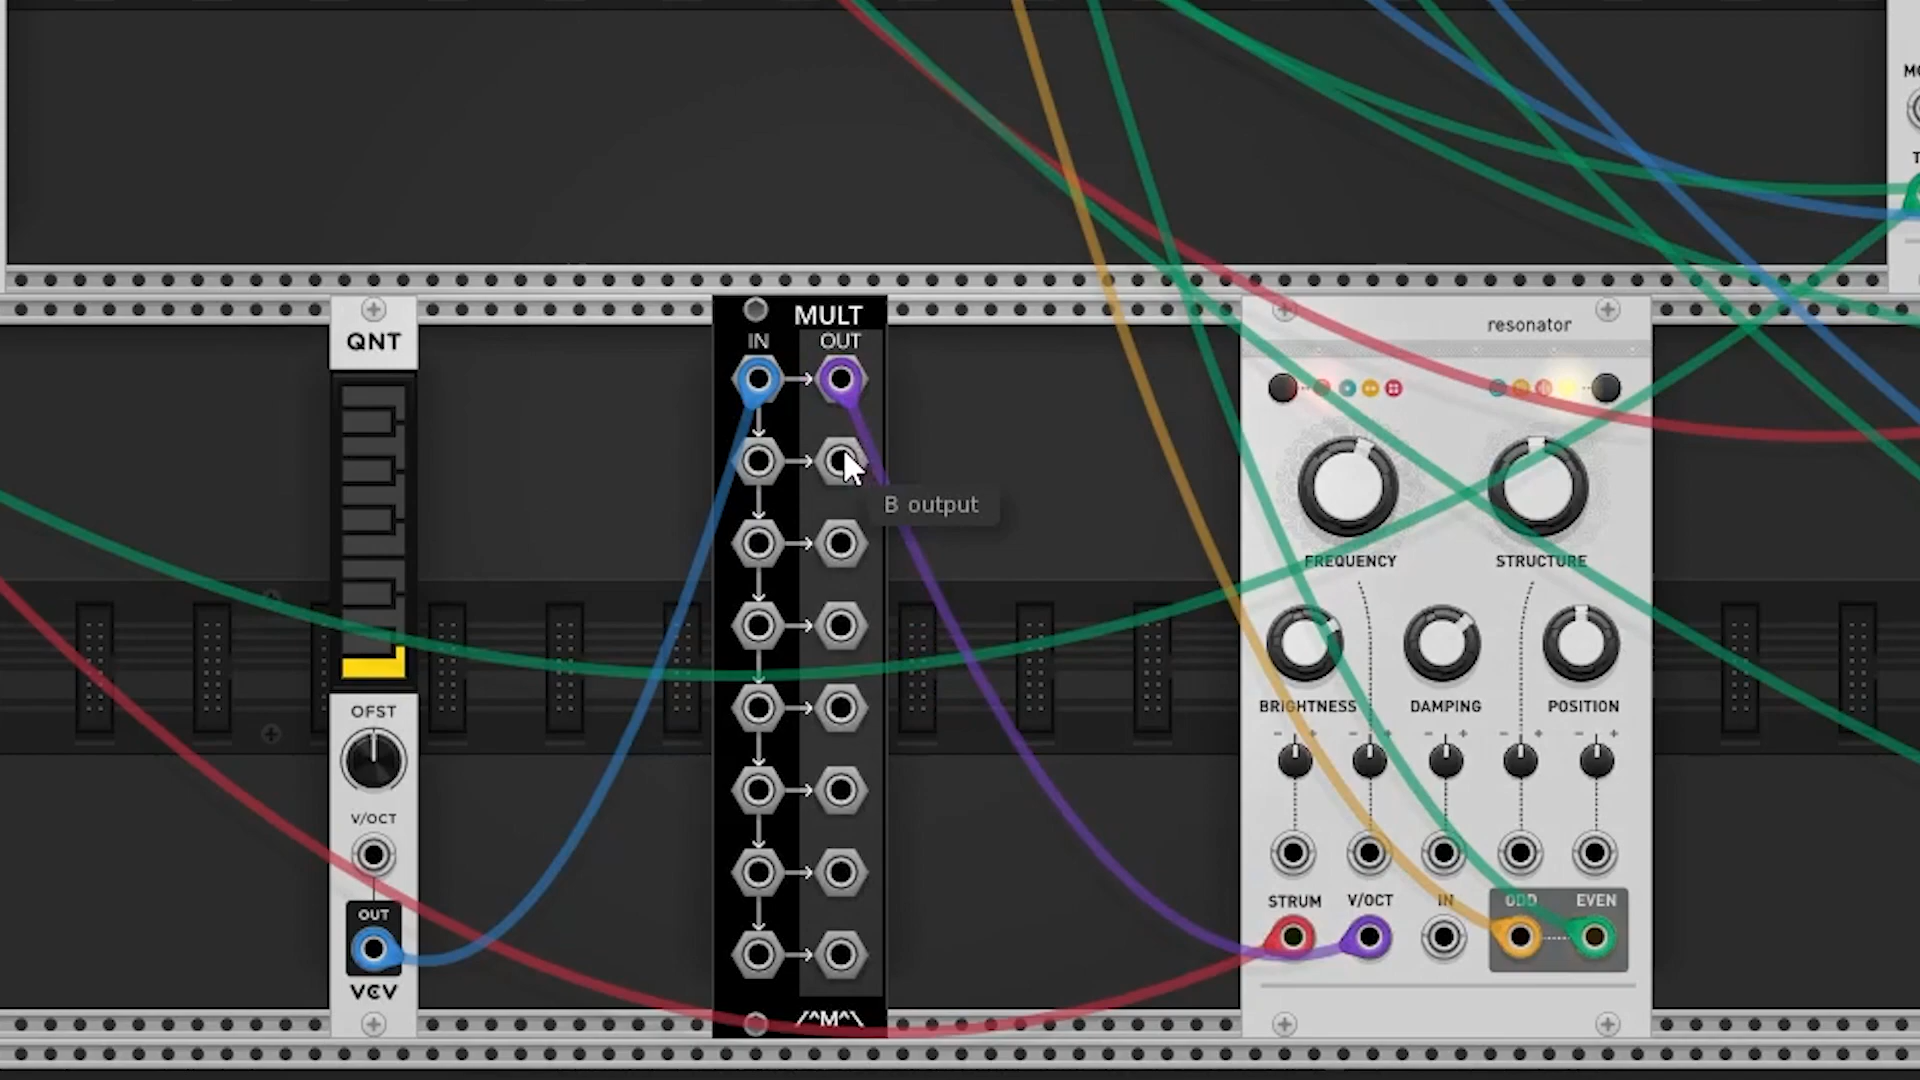 QNT
OFST
V/OCT
OUT
VCV
MULT
IN
OUT
B output
/^M^\
resonator
FREQUENCY
STRUCTURE
BRIGHTNESS
DAMPING
POSITION
- +
- +
- +
- +
- +
STRUM
V/OCT
IN
ODD
EVEN